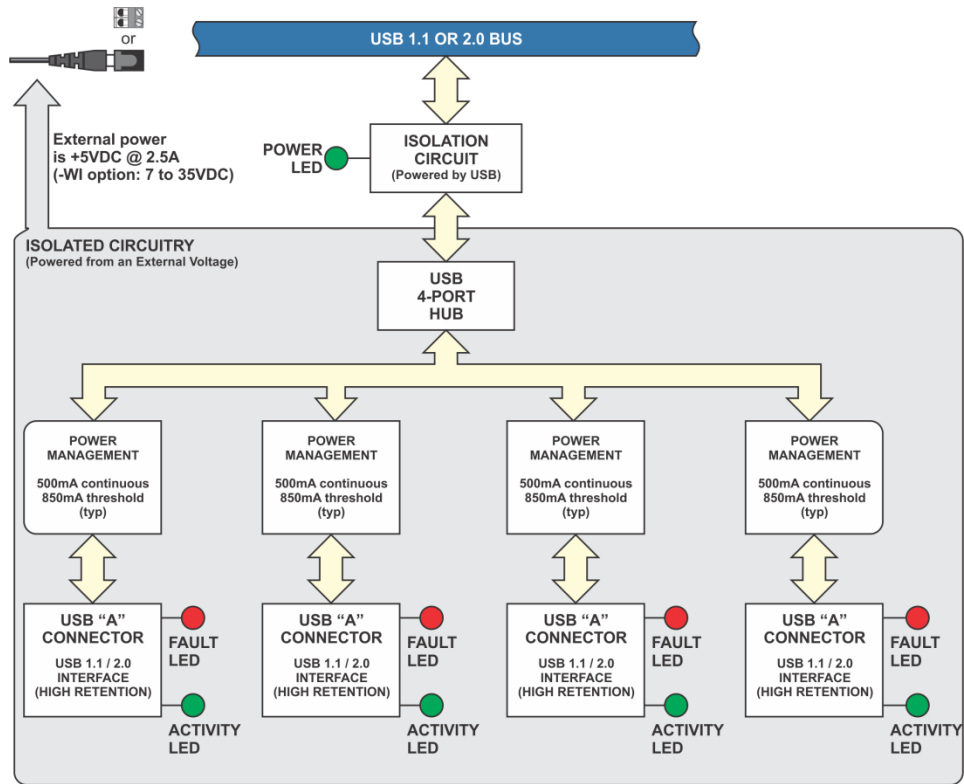 or
USB 1.1 OR 2.0 BUS
External power
is +5VDC @ 2.5A
(-WI option: 7 to 35VDC)
POWER
LED
ISOLATION
CIRCUIT
(Powered by USB)
ISOLATED CIRCUITRY
(Powered from an External Voltage)
USB
4-PORT
HUB
POWER
MANAGEMENT
500mA continuous
850mA threshold
(typ)
POWER
MANAGEMENT
500mA continuous
850mA threshold
(typ)
POWER
MANAGEMENT
500mA continuous
850mA threshold
(typ)
POWER
MANAGEMENT
500mA continuous
850mA threshold
(typ)
USB “A”
CONNECTOR
USB 1.1 / 2.0
INTERFACE
(HIGH RETENTION)
FAULT
LED
ACTIVITY
LED
USB “A”
CONNECTOR
USB 1.1 / 2.0
INTERFACE
(HIGH RETENTION)
FAULT
LED
ACTIVITY
LED
USB “A”
CONNECTOR
USB 1.1 / 2.0
INTERFACE
(HIGH RETENTION)
FAULT
LED
ACTIVITY
LED
USB “A”
CONNECTOR
USB 1.1 / 2.0
INTERFACE
(HIGH RETENTION)
FAULT
LED
ACTIVITY
LED